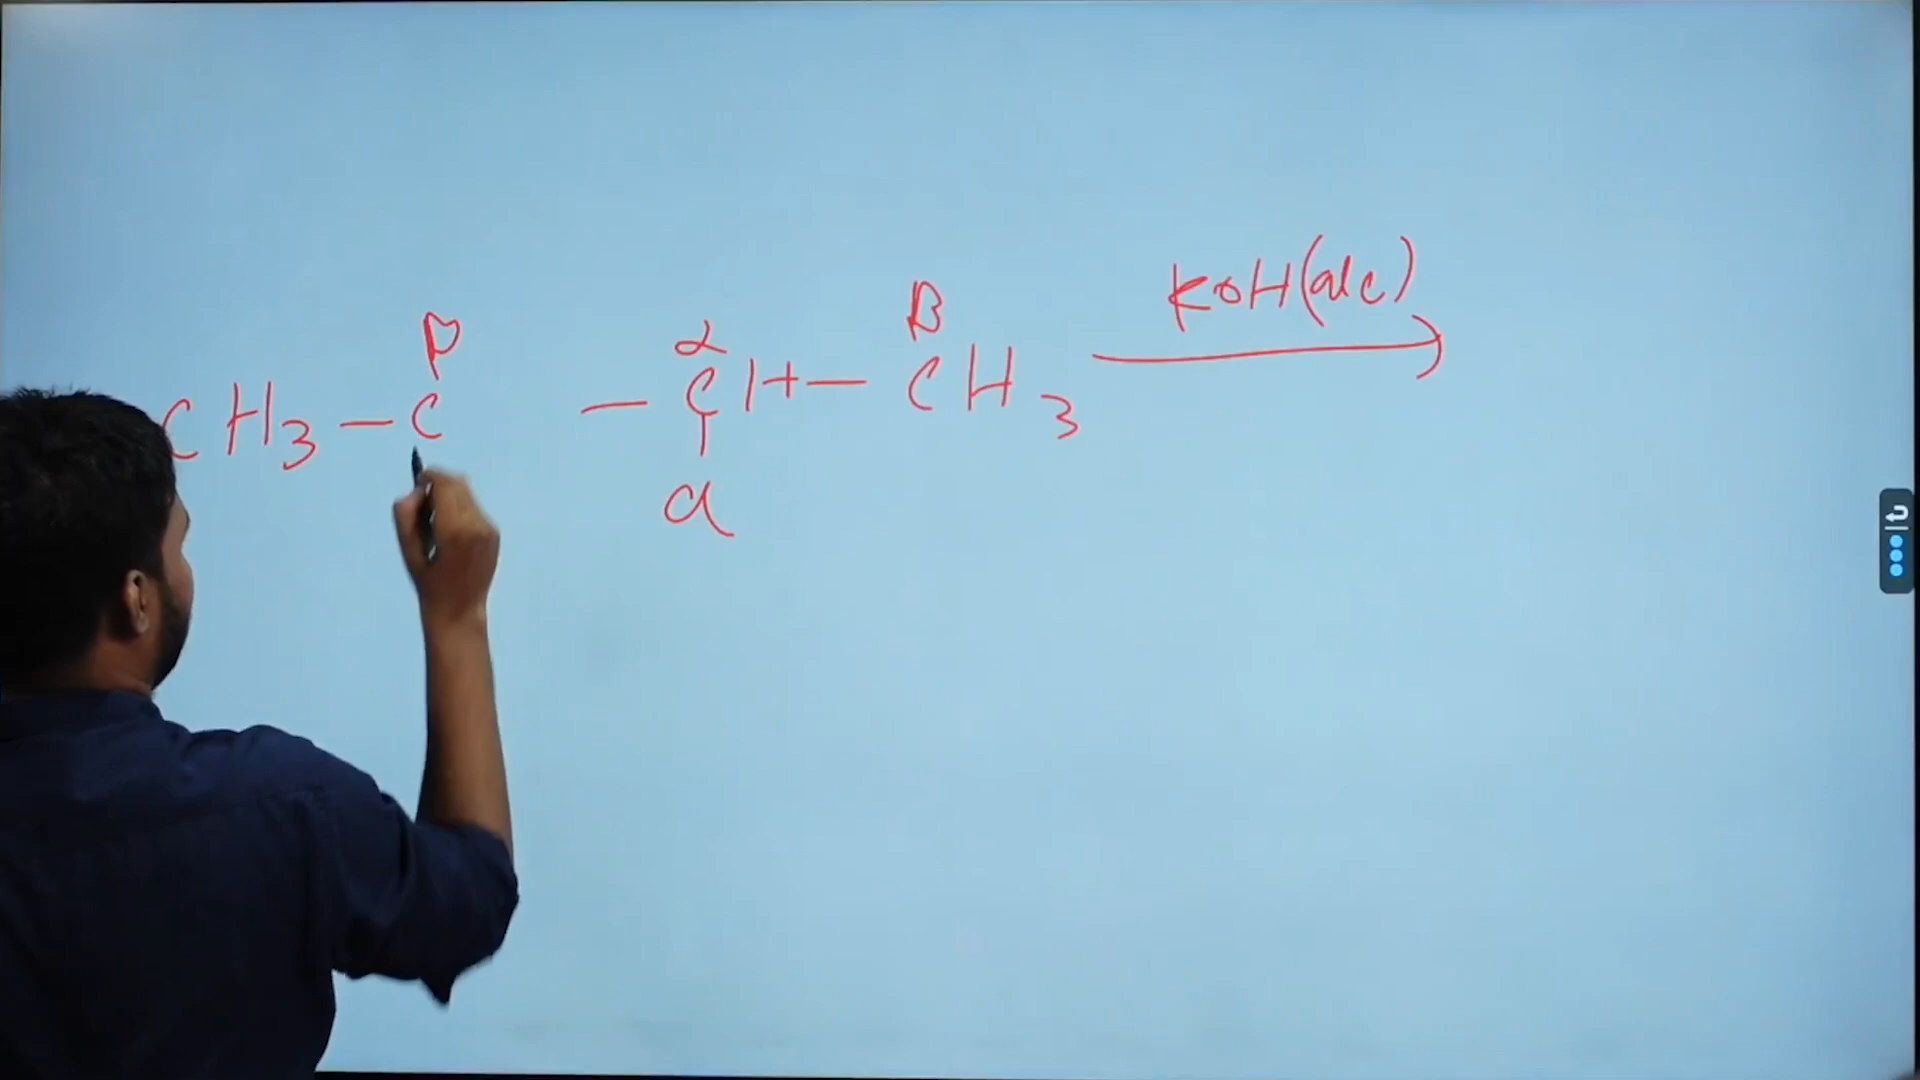 KOH(alc)
β α β
CH3-C -CH-CH3
Cl